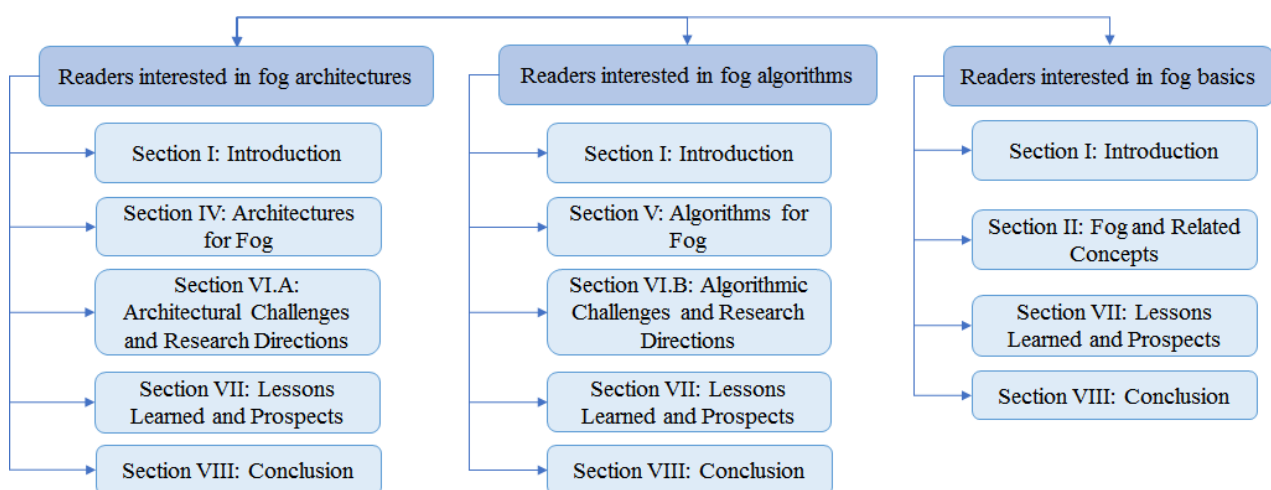 Readers interested in fog architectures
Section I: Introduction
Section IV: Architectures
for Fog
Section VI.A:
Architectural Challenges
and Research Directions
Section VII: Lessons
Learned and Prospects
Section VIII: Conclusion
Readers interested in fog algorithms
Section I: Introduction
Section V: Algorithms for
Fog
Section VI.B: Algorithmic
Challenges and Research
Directions
Section VII: Lessons
Learned and Prospects
Section VIII: Conclusion
Readers interested in fog basics
Section I: Introduction
Section II: Fog and Related
Concepts
Section VII: Lessons
Learned and Prospects
Section VIII: Conclusion